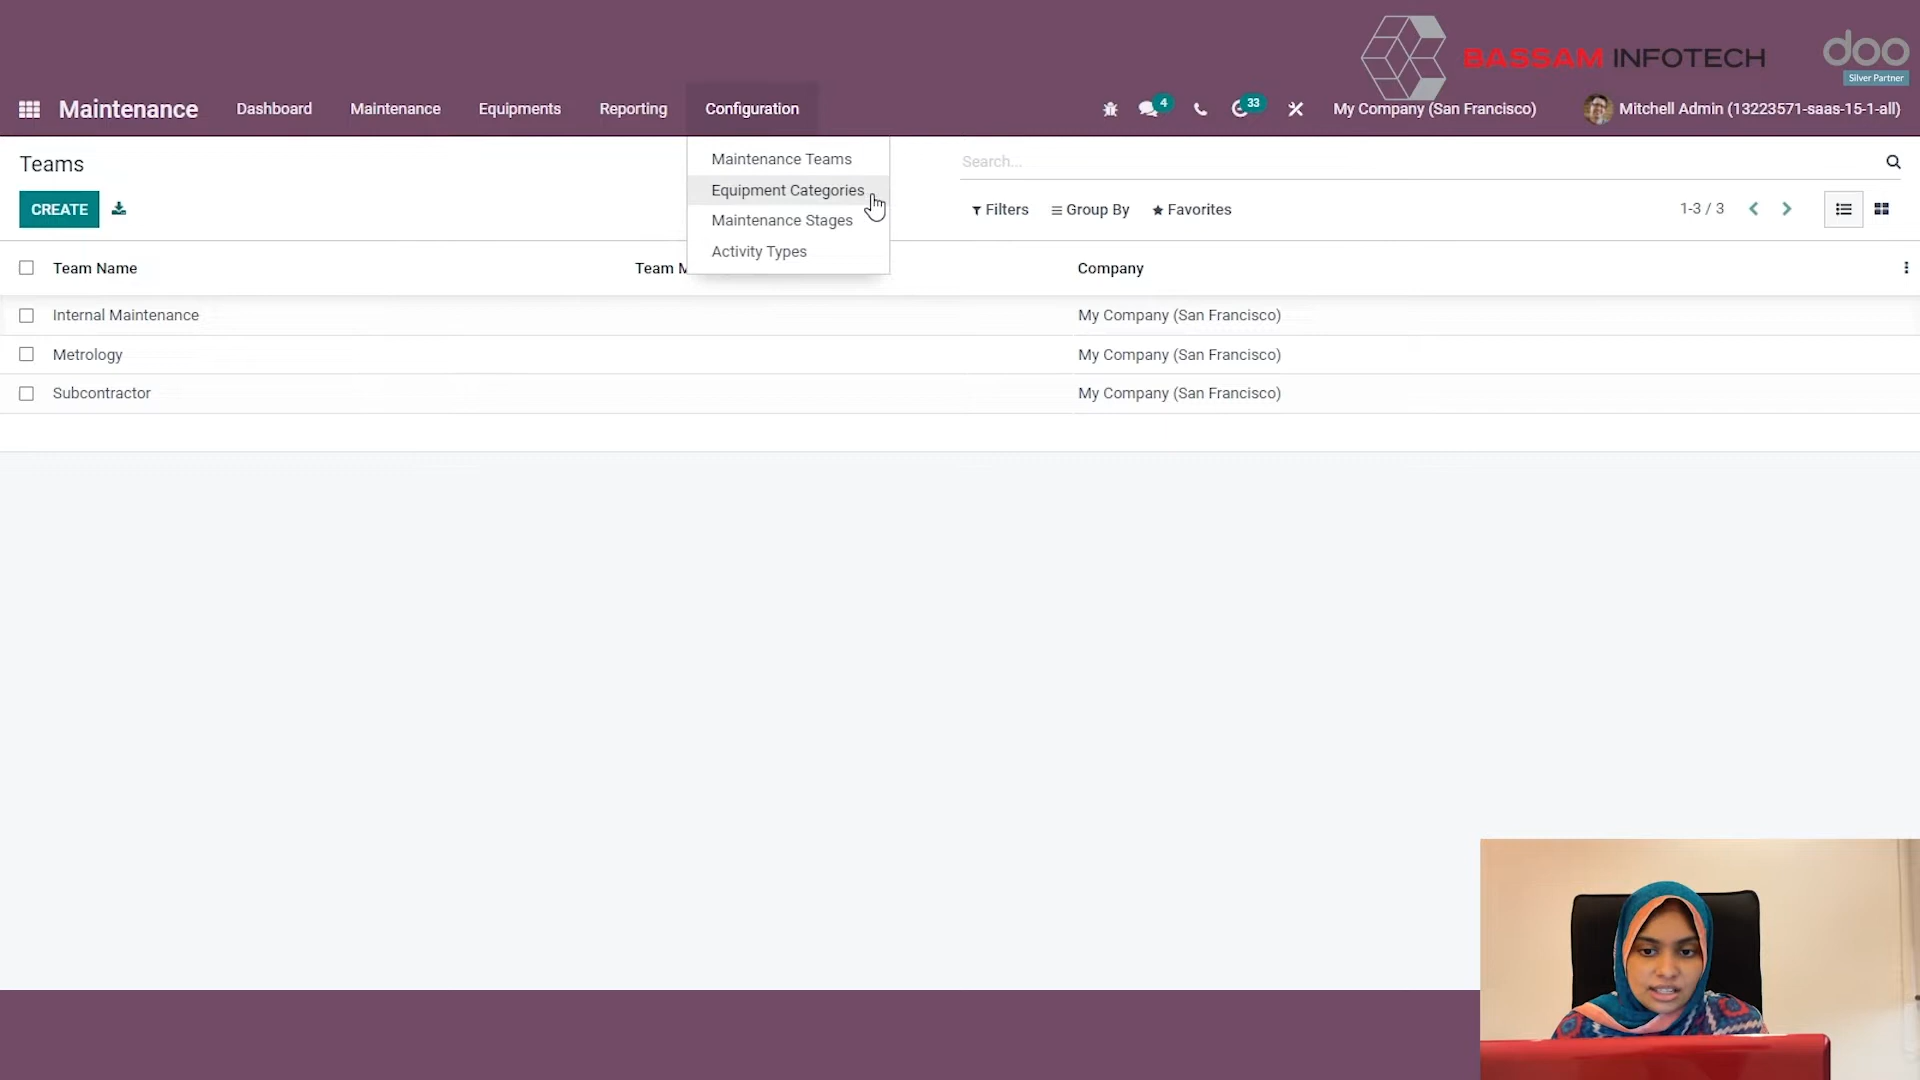 BASSAM INFOTECH
doo
Silver Partner
Maintenance
Dashboard
Maintenance
Equipments
Reporting
Configuration
4
33
My Company (San Francisco)
Mitchell Admin (13223571-saas-15-1-all)
Teams
Maintenance Teams
Equipment Categories
Maintenance Stages
Activity Types
Search...
CREATE
Filters
Group By
Favorites
1-3 / 3
Team Name
Team M
Company
Internal Maintenance
My Company (San Francisco)
Metrology
My Company (San Francisco)
Subcontractor
My Company (San Francisco)